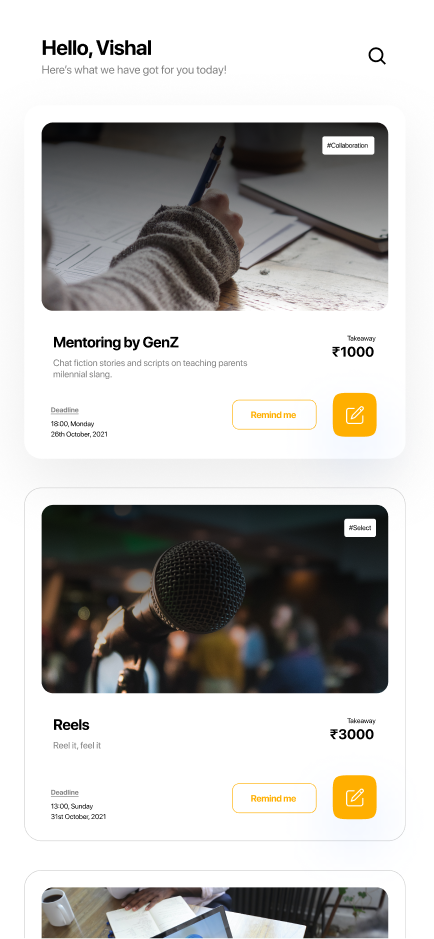 Hello, Vishal
Here's what we have got for you today!
#Collaboration
Mentoring by GenZ
Takeaway
₹1000
Chat fiction stories and scripts on teaching parents
milennial slang.
Deadline
18:00, Monday
26th October, 2021
Remind me
#Select
Reels
Takeaway
₹3000
Reel it, feel it
Deadline
13:00, Sunday
31st October, 2021
Remind me